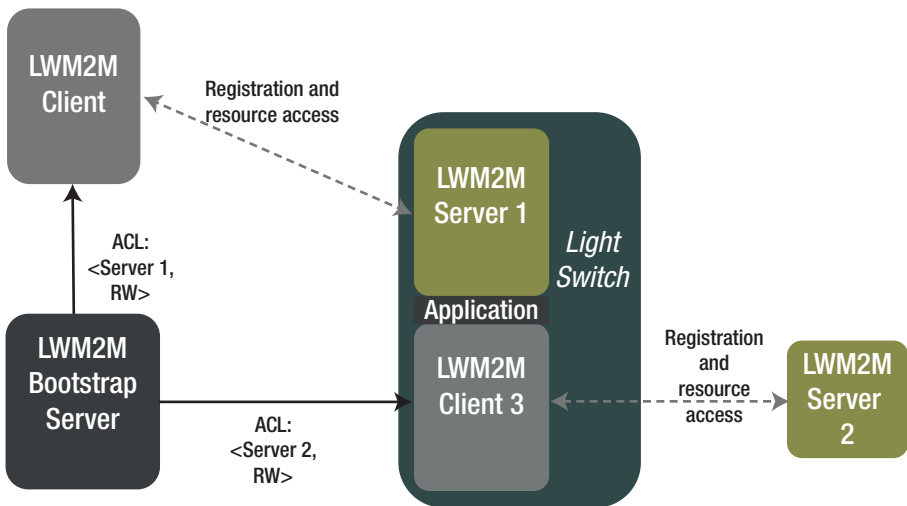 LWM2M
Client
Registration and
resource access
LWM2M
Server 1
Light
Switch
ACL:
<Server 1,
RW>
Application
LWM2M
Bootstrap
Server
LWM2M
Client 3
Registration
and
resource
access
LWM2M
Server
2
ACL:
<Server 2,
RW>